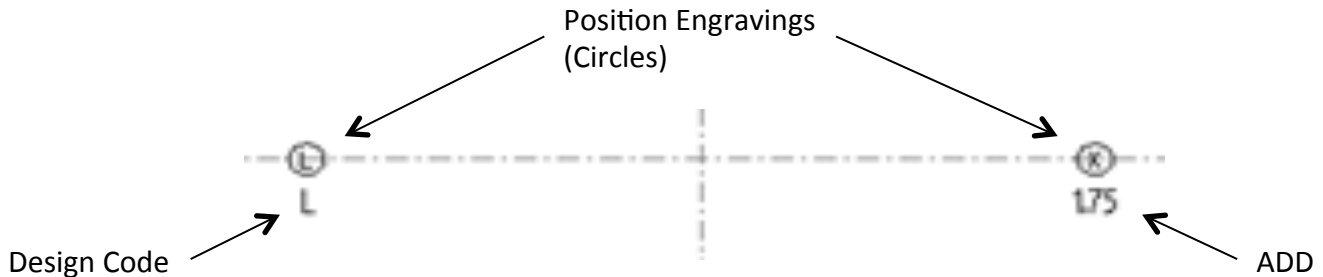 Position Engravings
(Circles)
L K
L 1.75
Design Code ADD